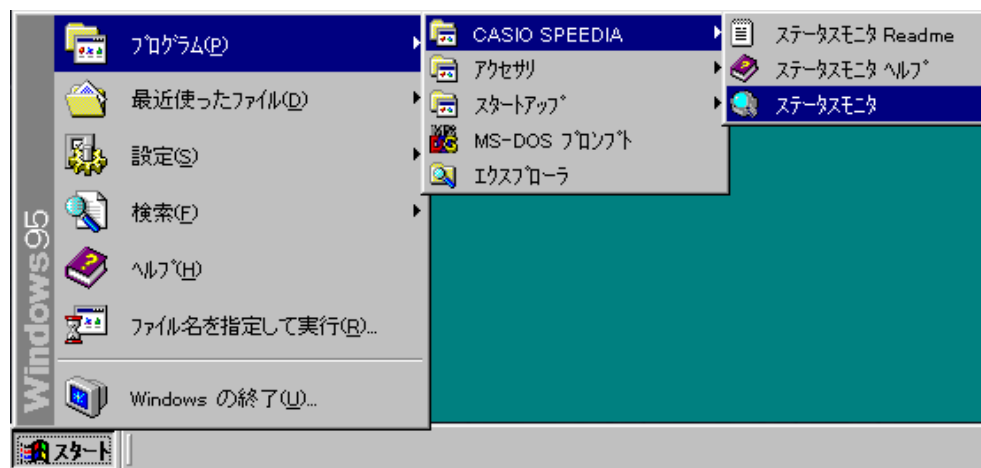 Windows95
ﾌﾟﾛｸﾞﾗﾑ(P)
最近使ったﾌｧｲﾙ(D)
設定(S)
検索(F)
ﾍﾙﾌﾟ(H)
ﾌｧｲﾙ名を指定して実行(R)...
Windows の終了(U)...
CASIO SPEEDIA
ｱｸｾｻﾘ
ｽﾀｰﾄｱｯﾌﾟ
MS-DOS ﾌﾟﾛﾝﾌﾟﾄ
ｴｸｽﾌﾟﾛｰﾗ
ｽﾃｰﾀｽﾓﾆﾀ Readme
ｽﾃｰﾀｽﾓﾆﾀ ﾍﾙﾌﾟ
ｽﾃｰﾀｽﾓﾆﾀ
ｽﾀｰﾄ